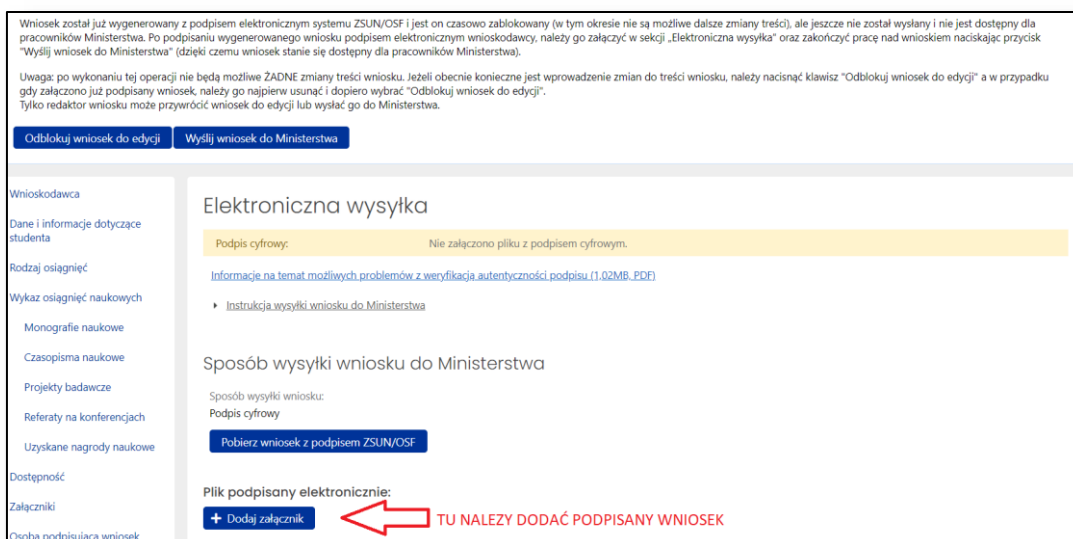 Wniosek został już wygenerowany z podpisem elektronicznym systemu ZSUN/OSF i jest on czasowo zablokowany (w tym okresie nie są możliwe dalsze zmiany treści), ale jeszcze nie został wysłany i nie jest dostępny dla
pracowników Ministerstwa. Po podpisaniu wygenerowanego wniosku podpisem elektronicznym wnioskodawcy, należy go załączyć w sekcji „Elektroniczna wysyłka" oraz zakończyć pracę nad wnioskiem naciskając przycisk
"Wyślij wniosek do Ministerstwa" (dzięki czemu wniosek stanie się dostępny dla pracowników Ministerstwa).
Uwaga: po wykonaniu tej operacji nie będą możliwe ŻADNE zmiany treści wniosku. Jeżeli obecnie konieczne jest wprowadzenie zmian do treści wniosku, należy nacisnąć klawisz "Odblokuj wniosek do edycji" a w przypadku
gdy załączono już podpisany wniosek, należy go najpierw usunąć i dopiero wybrać "Odblokuj wniosek do edycji".
Tylko redaktor wniosku może przywrócić wniosek do edycji lub wysłać go do Ministerstwa.
Odblokuj wniosek do edycji Wyślij wniosek do Ministerstwa
Wnioskodawca
Dane i informacje dotyczące
studenta
Rodzaj osiągnięć
Wykaz osiągnięć naukowych
Monografie naukowe
Czasopisma naukowe
Projekty badawcze
Referaty na konferencjach
Uzyskane nagrody naukowe
Dostępność
Załączniki
Osoba podpisująca wniosek
Elektroniczna wysyłka
Podpis cyfrowy: Nie załączono pliku z podpisem cyfrowym.
Informacje na temat możliwych problemów z weryfikacją autentyczności podpisu (1,02MB, PDF)
Instrukcja wysyłki wniosku do Ministerstwa
Sposób wysyłki wniosku do Ministerstwa
Sposób wysyłki wniosku:
Podpis cyfrowy
Pobierz wniosek z podpisem ZSUN/OSF
Plik podpisany elektronicznie:
+ Dodaj załącznik
TU NALEZY DODAĆ PODPISANY WNIOSEK